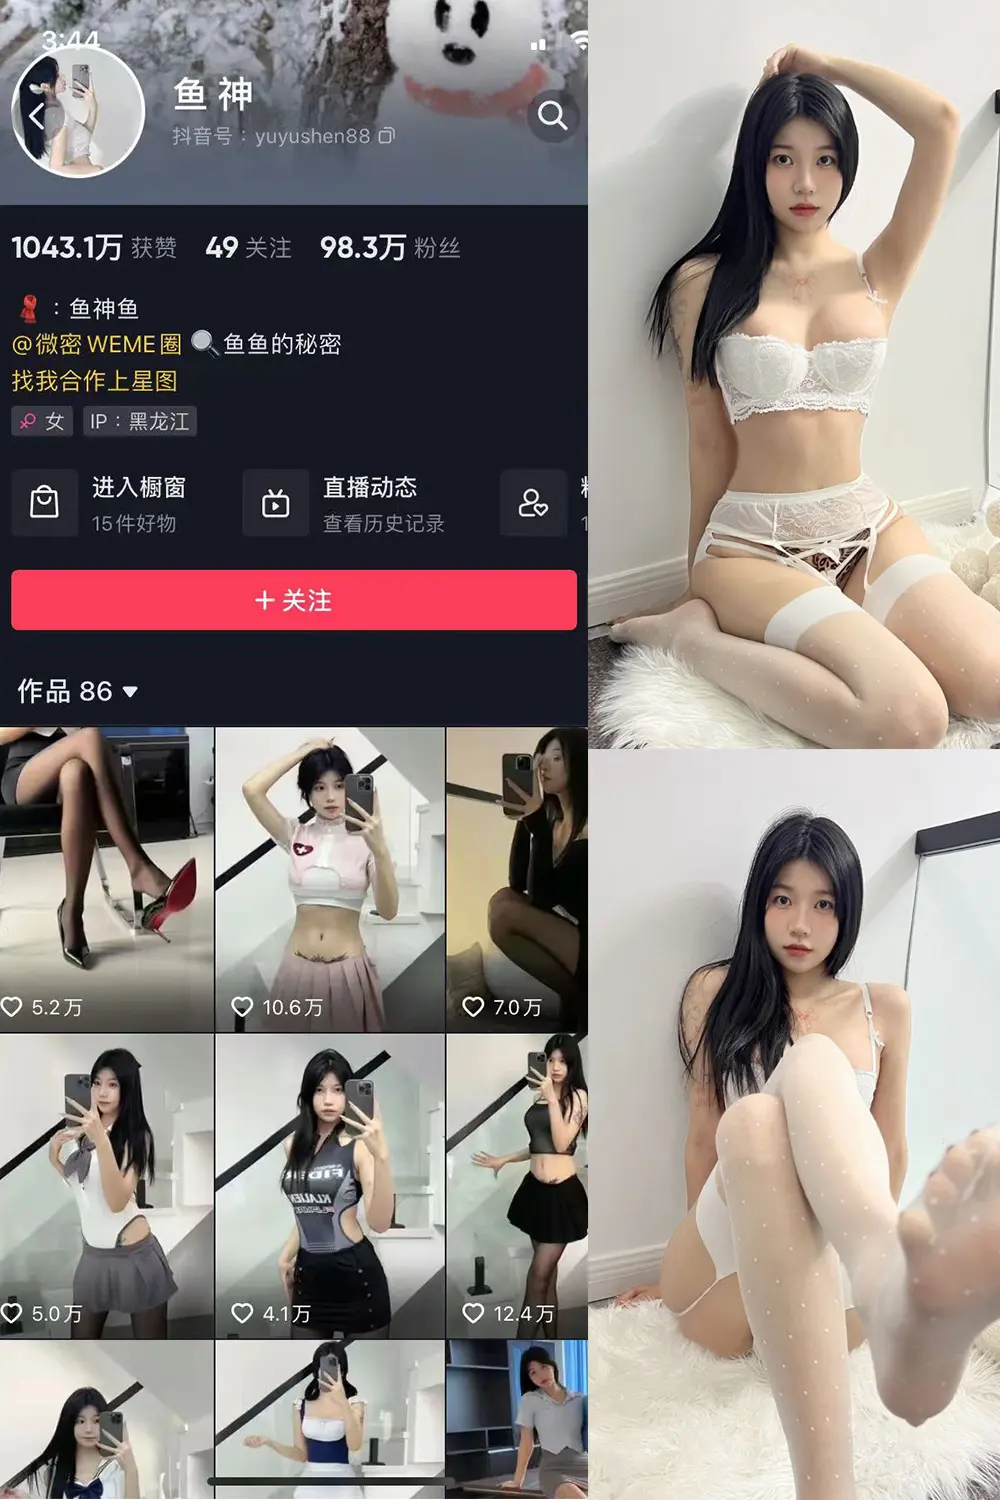 3:44
鱼神
抖音号：yuyushen88
1043.1万 获赞 49 关注 98.3万 粉丝
：鱼神鱼
@微密 WEME圈 鱼鱼的秘密
找我合作上星图
女 IP：黑龙江
进入橱窗 直播动态
15件好物 查看历史记录
+ 关注
作品 86
5.2万 10.6万 7.0万
5.0万 4.1万 12.4万